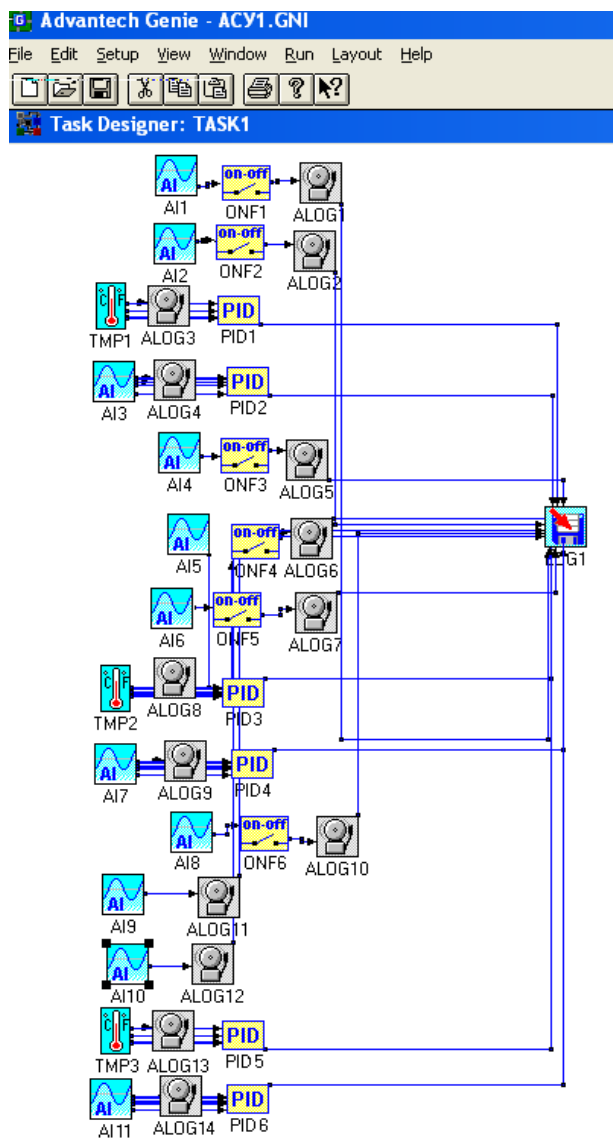 Advantech Genie - АСУ1.GNI
File Edit Setup View Window Run Layout Help
Task Designer: TASK1
AI on-off
AI1 ONF1 ALOG1
AI on-off
AI2 ONF2 ALOG2
°C °F PID
TMP1 ALOG3 PID1
AI PID
AI3 ALOG4 PID2
AI on-off
AI4 ONF3 ALOG5
AI on-off
AI5 ONF4 ALOG6 LOG1
AI on-off
AI6 ONF5 ALOG7
°C °F PID
TMP2 ALOG8 PID3
AI PID
AI7 ALOG9 PID4
AI on-off
AI8 ONF6 ALOG10
AI
AI9 ALOG11
AI
AI10 ALOG12
°C °F PID
TMP3 ALOG13 PID5
AI PID
AI11 ALOG14 PID6